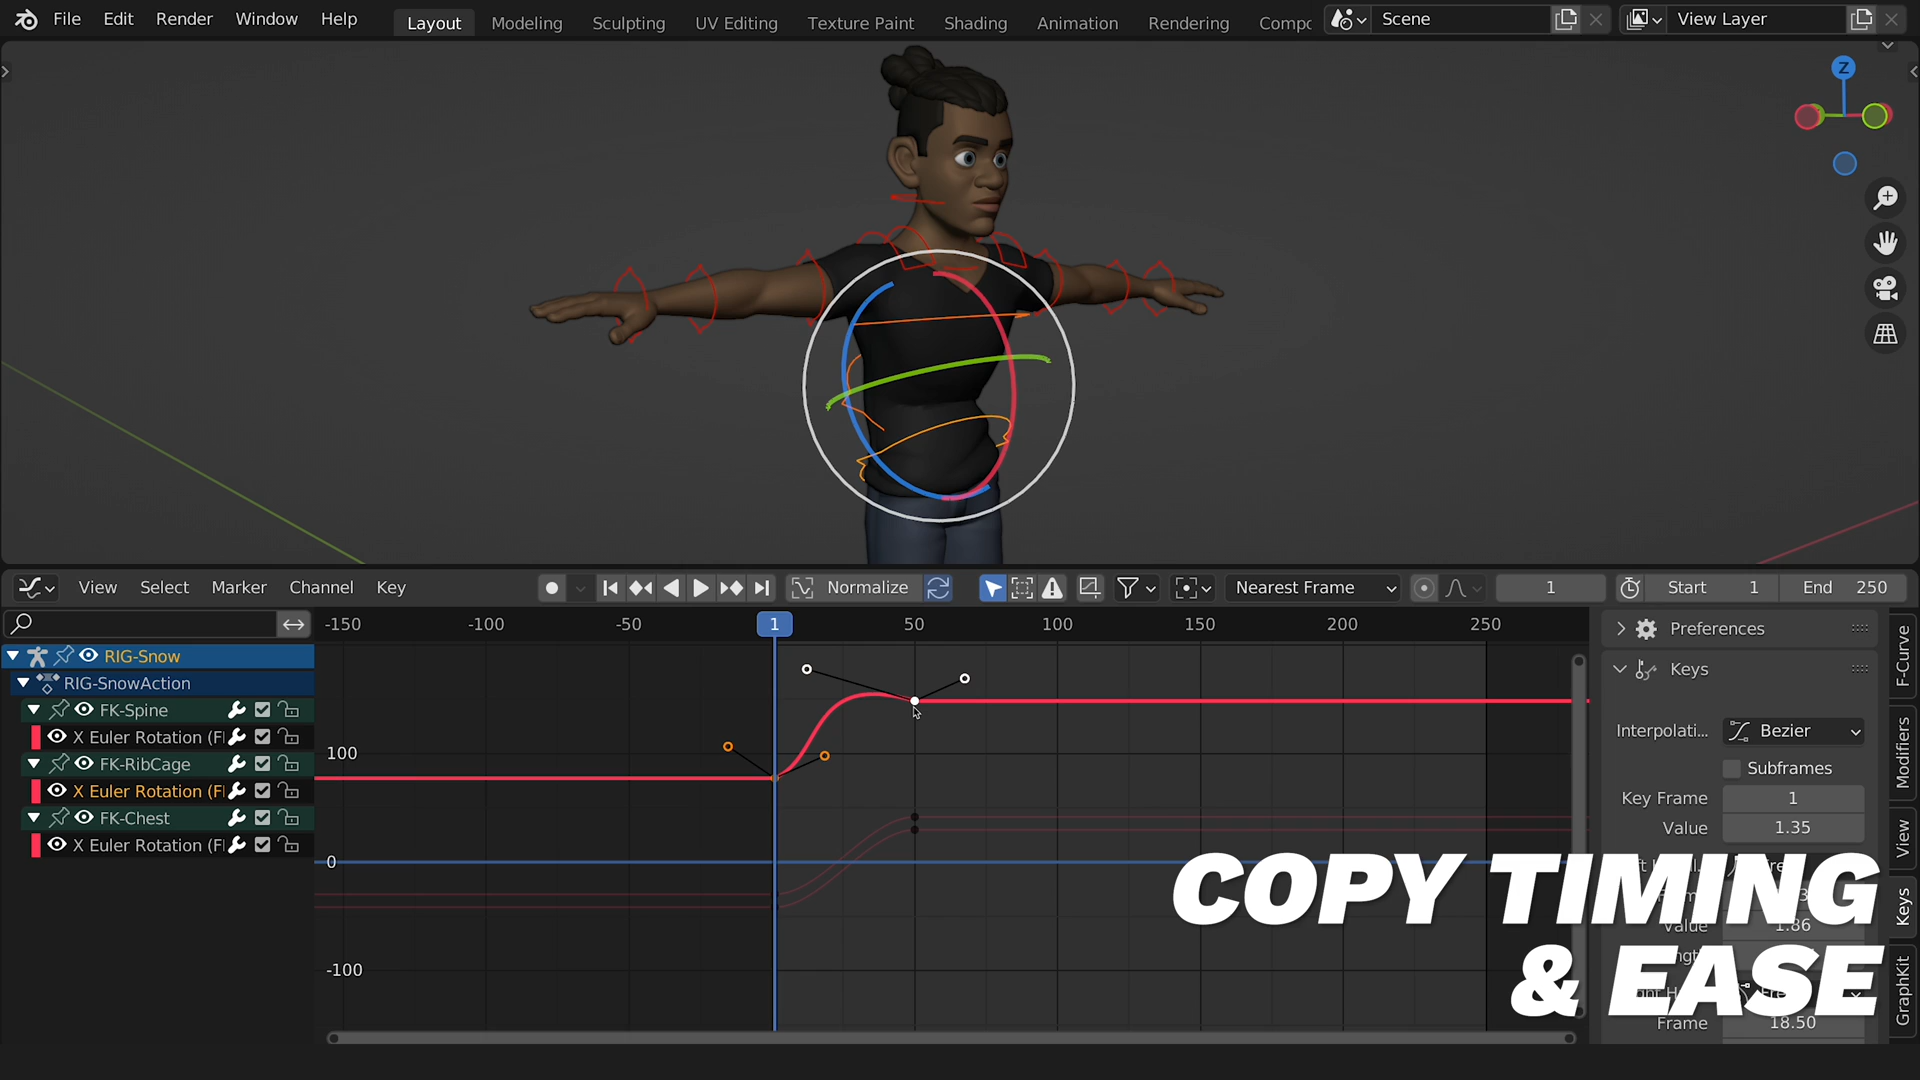 File Edit Render Window Help Layout Modeling Sculpting UV Editing Texture Paint Shading Animation Rendering Scene View Layer
Z
View Select Marker Channel Key Normalize Nearest Frame 1 Start 1 End 250
-150 -100 -50 1 50 100 150 200 250
RIG-Snow
RIG-SnowAction
FK-Spine
X Euler Rotation (F
FK-RibCage
X Euler Rotation (F
FK-Chest
X Euler Rotation (F
100
0
-100
Preferences
Keys
Interpolati... Bezier
Subframes
Key Frame 1
Value 1.35
Value 1.86
Frame 18.50
F-Curve
Modifiers
View
Keys
GraphKit
COPY TIMING
& EASE